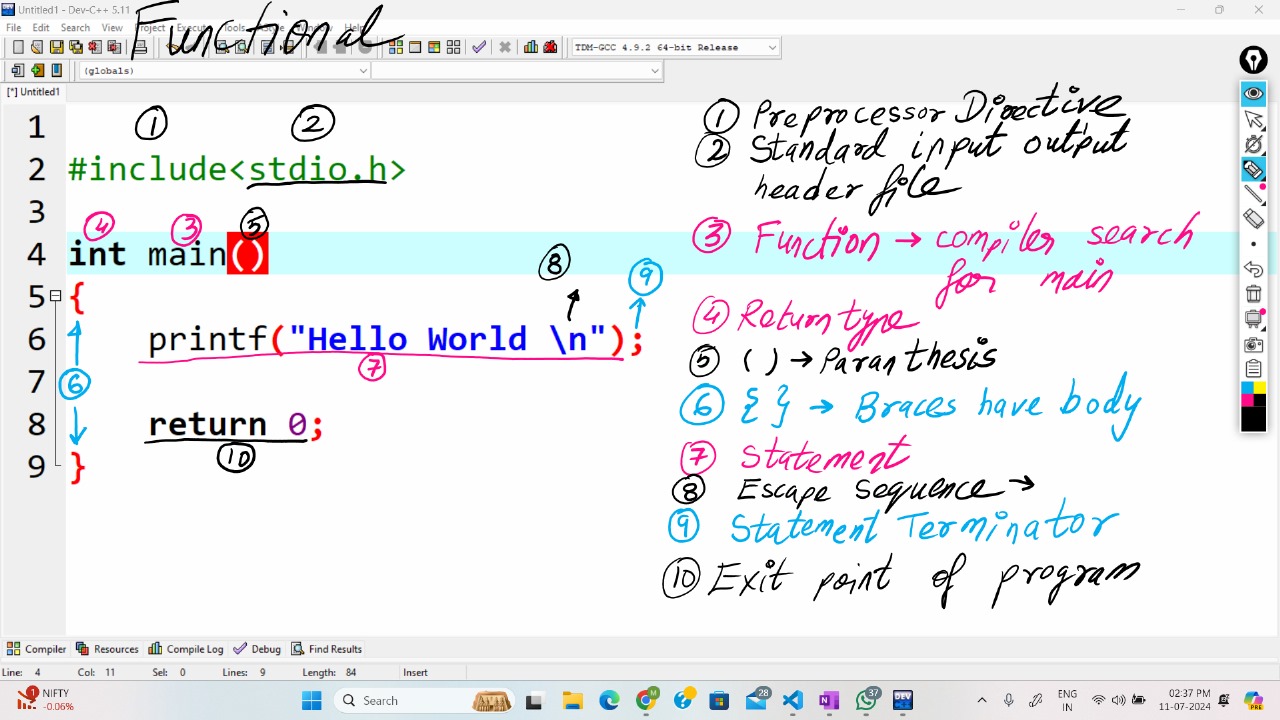 Untitled1 - Dev-C++ 5.11
Functional
File Edit Search View Project Execute Tools AStyle Window Help
TDM-GCC 4.9.2 64-bit Release
(globals)
[*] Untitled1
1 ① ②
2 #include<stdio.h>
3 ④ ③ ⑤
4 int main()
5 {
⑧ ⑨
6 printf("Hello World \n");
7 ⑥ ⑦
8 return 0;
⑩
9 }
① Preprocessor Directive
② Standard input output
header file
③ Function → compiler search
for main
④ Return type
⑤ ( ) → Paranthesis
⑥ { } → Braces have body
⑦ Statement
⑧ Escape Sequence →
⑨ Statement Terminator
⑩ Exit point of program
Compiler Resources Compile Log Debug Find Results
Line: 4 Col: 11 Sel: 0 Lines: 9 Length: 84 Insert
1 NIFTY
-0.06%
Search
28
37
DEV
ENG
IN
02:37 PM
11-07-2024
PRE